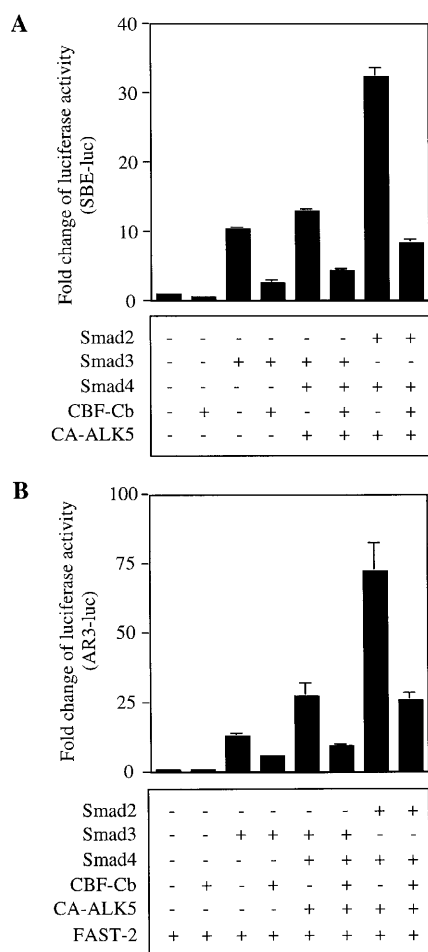 A
Fold change of luciferase activity
(SBE-luc)
40
30
20
10
0
Smad2 - - - - - - + +
Smad3 - - + + + + - -
Smad4 - - - - + + + +
CBF-Cb - + - + - + - +
CA-ALK5 - - - - + + + +
B
Fold change of luciferase activity
(AR3-luc)
100
75
50
25
0
Smad2 - - - - - - + +
Smad3 - - + + + + - -
Smad4 - - - - + + + +
CBF-Cb - + - + - + - +
CA-ALK5 - - - - + + + +
FAST-2 + + + + + + + +